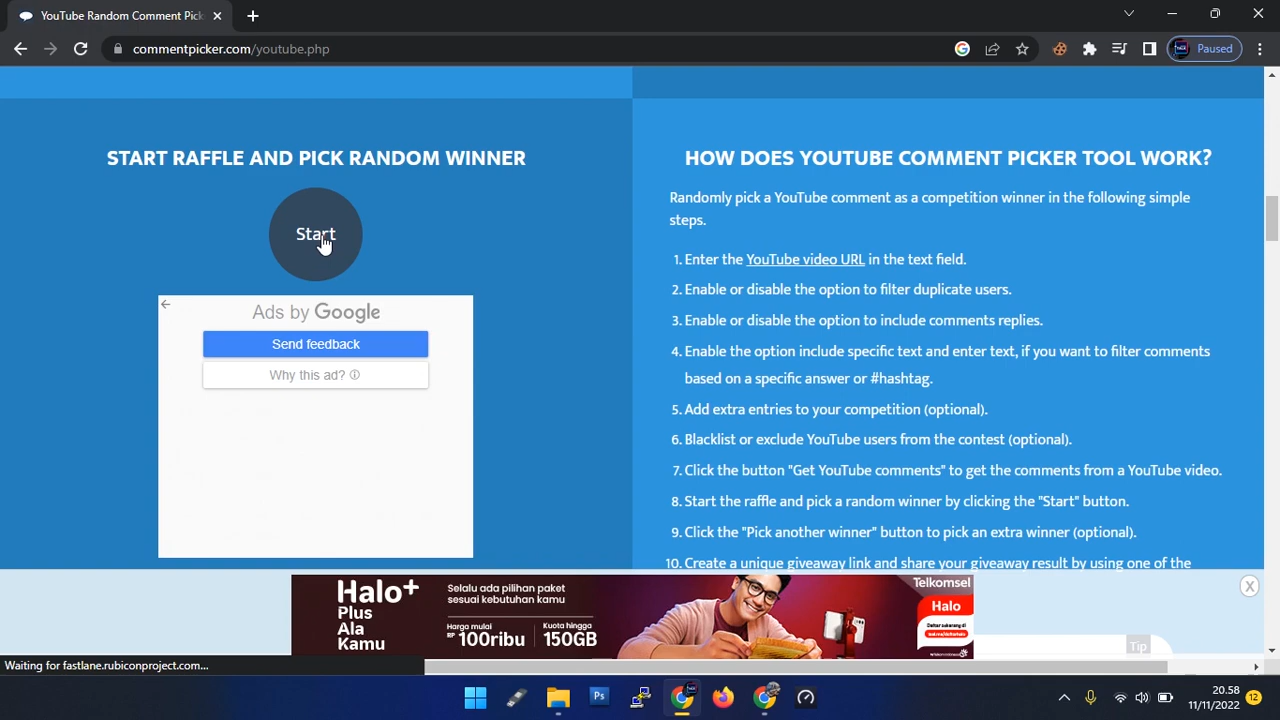 YouTube Random Comment Pick
commentpicker.com/youtube.php
Paused
START RAFFLE AND PICK RANDOM WINNER
Start
Ads by Google
Send feedback
Why this ad?
HOW DOES YOUTUBE COMMENT PICKER TOOL WORK?
Randomly pick a YouTube comment as a competition winner in the following simple
steps.
1. Enter the YouTube video URL in the text field.
2. Enable or disable the option to filter duplicate users.
3. Enable or disable the option to include comments replies.
4. Enable the option include specific text and enter text, if you want to filter comments
based on a specific answer or #hashtag.
5. Add extra entries to your competition (optional).
6. Blacklist or exclude YouTube users from the contest (optional).
7. Click the button "Get YouTube comments" to get the comments from a YouTube video.
8. Start the raffle and pick a random winner by clicking the "Start" button.
9. Click the "Pick another winner" button to pick an extra winner (optional).
10. Create a unique giveaway link and share your giveaway result by using one of the
Halo+
Plus
Ala
Kamu
Selalu ada pilihan paket
sesuai kebutuhan kamu
Harga mulai
RP 100ribu
Kuota hingga
150GB
Telkomsel
Halo
X
Tip
Waiting for fastlane.rubiconproject.com...
Ps
20.58
11/11/2022
12